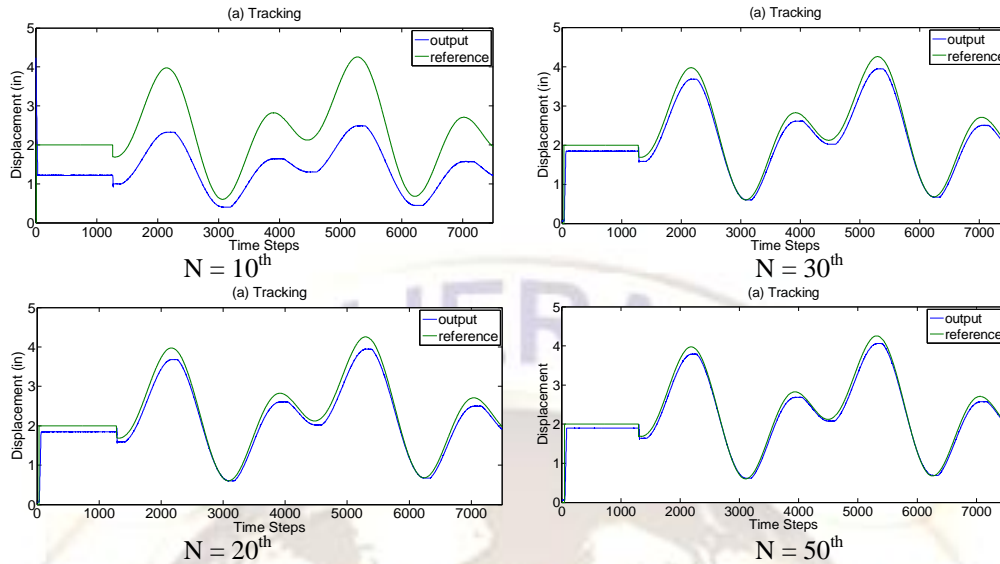 (a) Tracking
5
4
3
2
1
0
Displacement (in)
output
reference
0 1000 2000 3000 4000 5000 6000 7000
Time Steps
N = 10th
(a) Tracking
5
4
3
2
1
0
Displacement (in)
output
reference
0 1000 2000 3000 4000 5000 6000 7000
Time Steps
N = 30th
(a) Tracking
5
4
3
2
1
0
Displacement (in)
output
reference
0 1000 2000 3000 4000 5000 6000 7000
Time Steps
N = 20th
(a) Tracking
5
4
3
2
1
0
Displacement
output
reference
0 1000 2000 3000 4000 5000 6000 7000
Time Steps
N = 50th